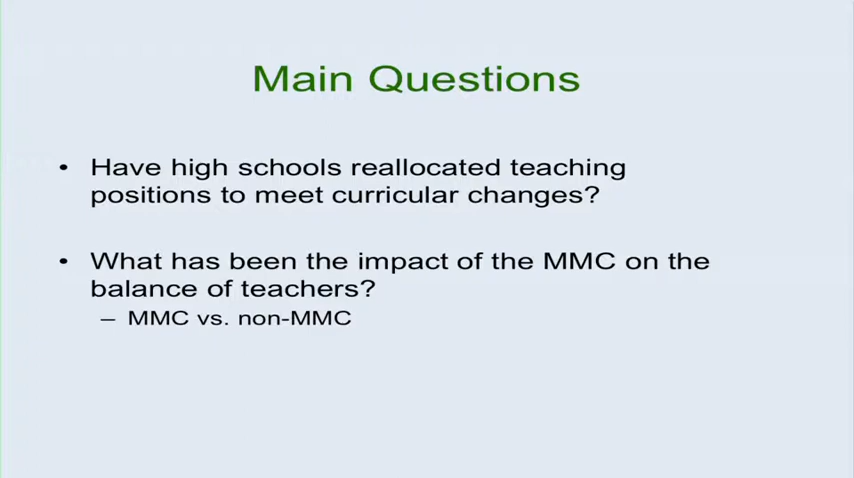 Main Questions
• Have high schools reallocated teaching
positions to meet curricular changes?
• What has been the impact of the MMC on the
balance of teachers?
– MMC vs. non-MMC